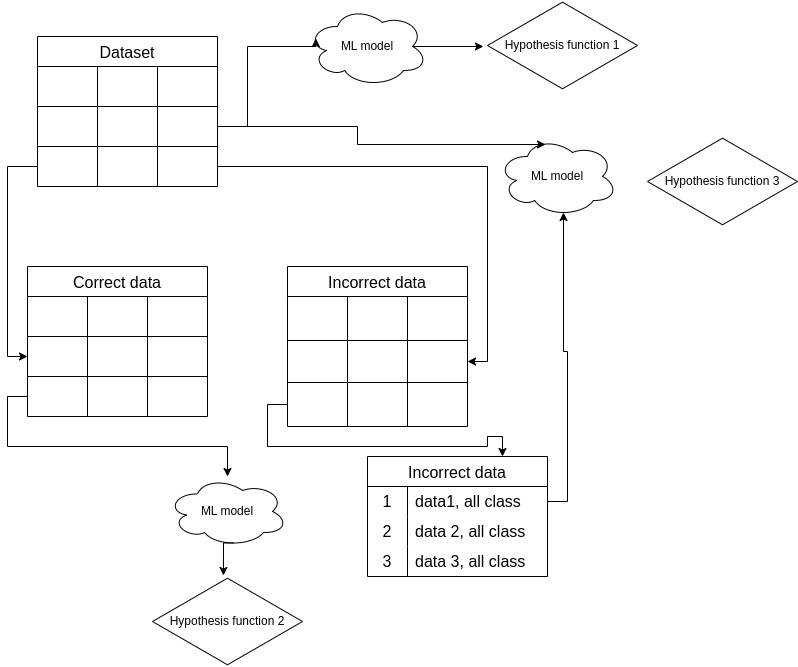 ML model
Hypothesis function 1
Dataset
ML model
Hypothesis function 3
Correct data
Incorrect data
Incorrect data
1 data1, all class
2 data 2, all class
3 data 3, all class
ML model
Hypothesis function 2